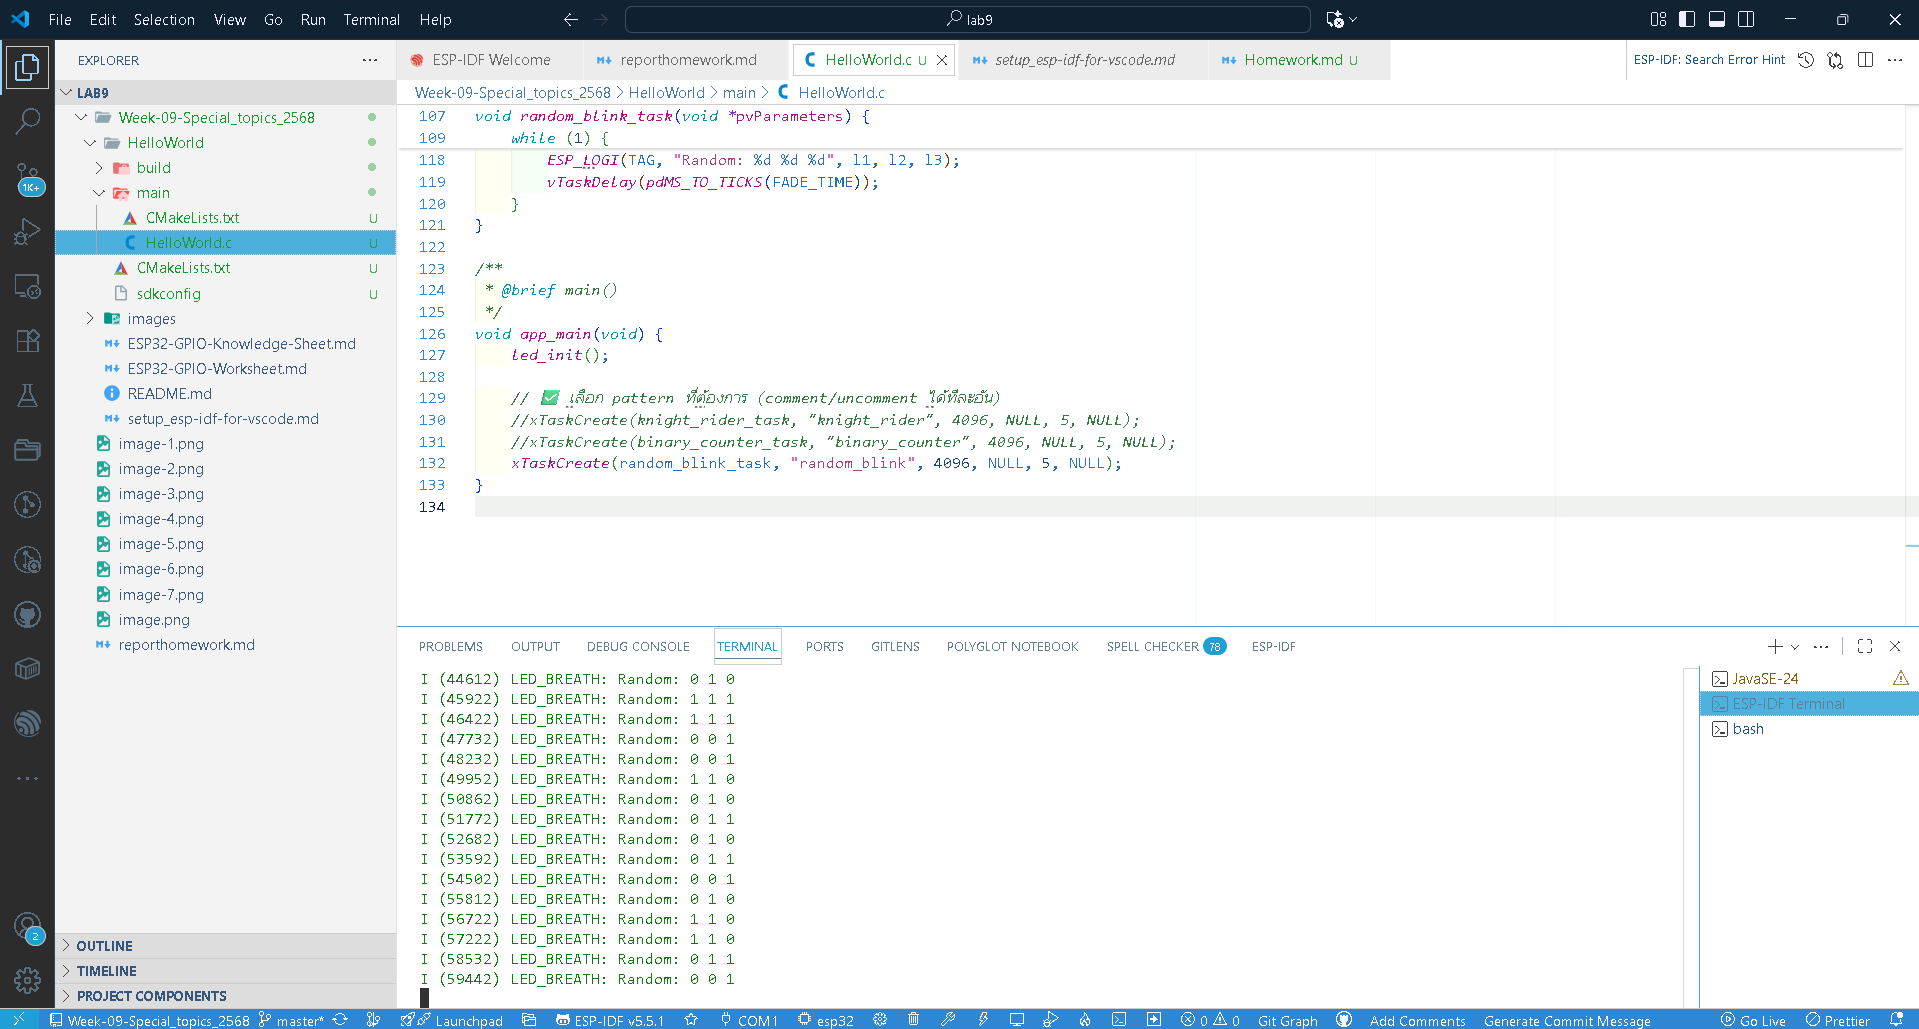 File Edit Selection View Go Run Terminal Help
lab9
EXPLORER
LAB9
Week-09-Special_topics_2568
HelloWorld
build
main
CMakeLists.txt U
HelloWorld.c U
CMakeLists.txt U
sdkconfig U
images
ESP32-GPIO-Knowledge-Sheet.md
ESP32-GPIO-Worksheet.md
README.md
setup_esp-idf-for-vscode.md
image-1.png
image-2.png
image-3.png
image-4.png
image-5.png
image-6.png
image-7.png
image.png
reporthomework.md
OUTLINE
TIMELINE
PROJECT COMPONENTS
1K+
2
ESP-IDF Welcome
reporthomework.md
HelloWorld.c U
setup_esp-idf-for-vscode.md
Homework.md U
ESP-IDF: Search Error Hint
Week-09-Special_topics_2568 > HelloWorld > main > HelloWorld.c
107 void random_blink_task(void *pvParameters) {
109 while (1) {
118 ESP_LOGI(TAG, "Random: %d %d %d", l1, l2, l3);
119 vTaskDelay(pdMS_TO_TICKS(FADE_TIME));
120 }
121 }
122
123 /**
124 * @brief main()
125 */
126 void app_main(void) {
127 led_init();
128
129 // ✅ เลือก pattern ที่ต้องการ (comment/uncomment ได้ทีละอัน)
130 //xTaskCreate(knight_rider_task, "knight_rider", 4096, NULL, 5, NULL);
131 //xTaskCreate(binary_counter_task, "binary_counter", 4096, NULL, 5, NULL);
132 xTaskCreate(random_blink_task, "random_blink", 4096, NULL, 5, NULL);
133 }
134
PROBLEMS OUTPUT DEBUG CONSOLE TERMINAL PORTS GITLENS POLYGLOT NOTEBOOK SPELL CHECKER 78 ESP-IDF
I (44612) LED_BREATH: Random: 0 1 0
I (45922) LED_BREATH: Random: 1 1 1
I (46422) LED_BREATH: Random: 1 1 1
I (47732) LED_BREATH: Random: 0 0 1
I (48232) LED_BREATH: Random: 0 0 1
I (49952) LED_BREATH: Random: 1 1 0
I (50862) LED_BREATH: Random: 0 1 0
I (51772) LED_BREATH: Random: 0 1 1
I (52682) LED_BREATH: Random: 0 1 0
I (53592) LED_BREATH: Random: 0 1 1
I (54502) LED_BREATH: Random: 0 0 1
I (55812) LED_BREATH: Random: 0 1 0
I (56722) LED_BREATH: Random: 1 1 0
I (57222) LED_BREATH: Random: 1 1 0
I (58532) LED_BREATH: Random: 0 1 1
I (59442) LED_BREATH: Random: 0 0 1
JavaSE-24
ESP-IDF Terminal
bash
Week-09-Special_topics_2568 master* Launchpad ESP-IDF v5.5.1 COM1 esp32 0 0 Git Graph Add Comments Generate Commit Message Go Live Prettier